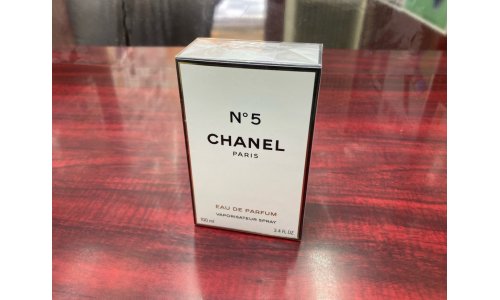 N°5
CHANEL
PARIS
EAU DE PARFUM
VAPORISATEUR SPRAY
100 ml 3.4 FL.OZ.